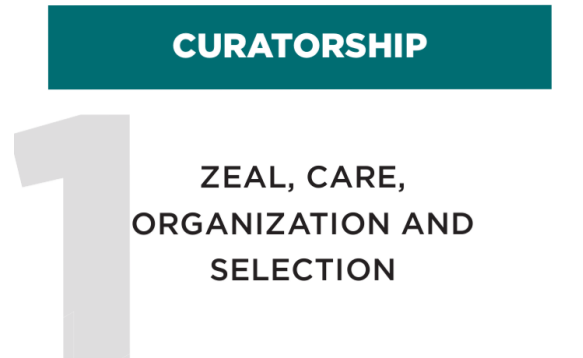 CURATORSHIP
1
ZEAL, CARE,
ORGANIZATION AND
SELECTION